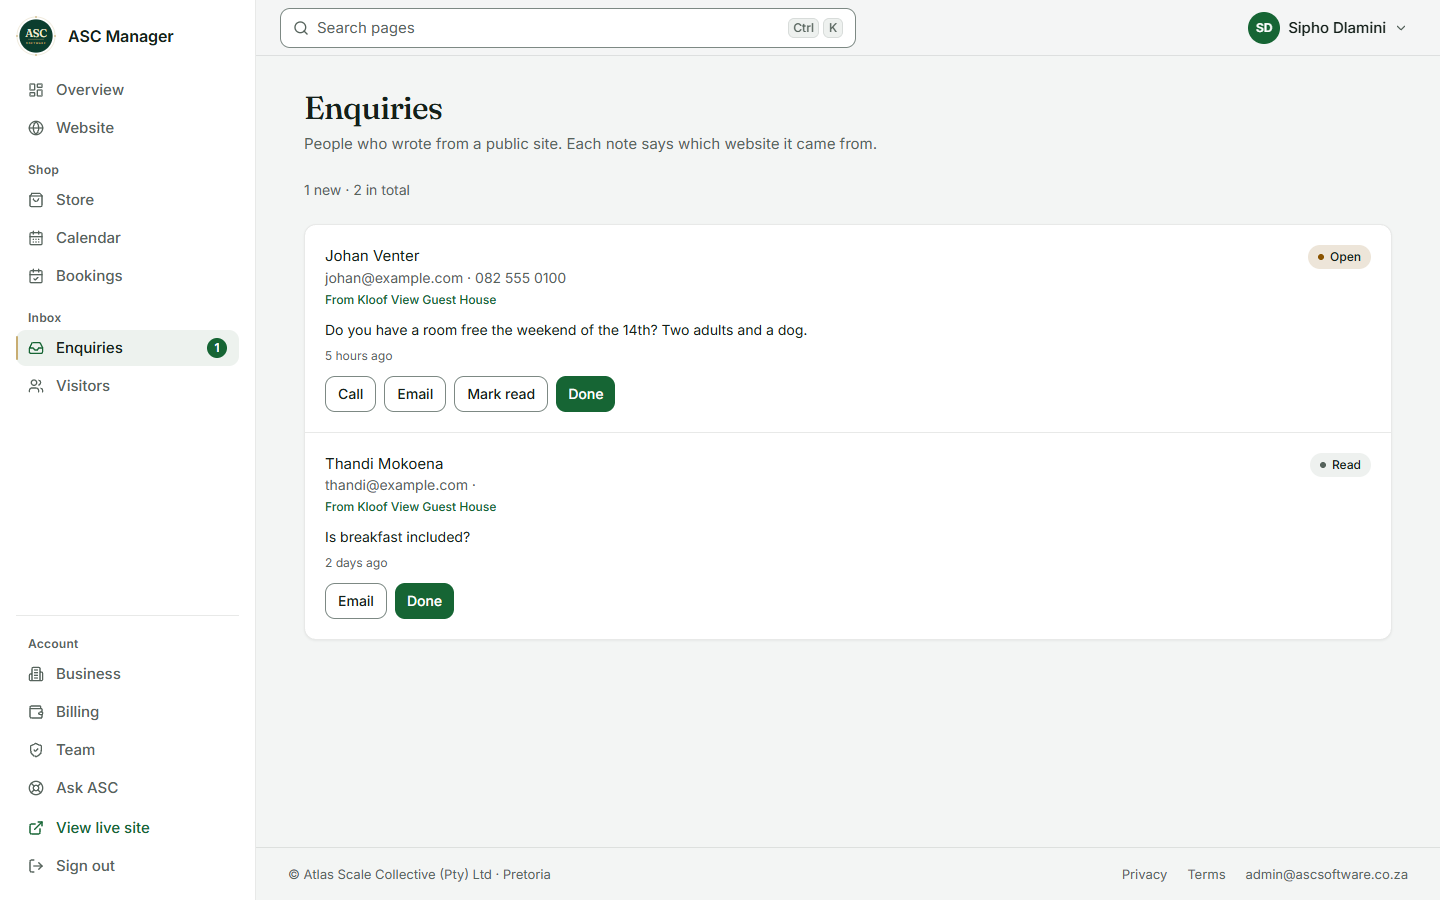 ASC
SOFTWARE
ASC Manager
Overview
Website
Shop
Store
Calendar
Bookings
Inbox
Enquiries 1
Visitors
Account
Business
Billing
Team
Ask ASC
View live site
Sign out
Search pages Ctrl K
SD Sipho Dlamini
Enquiries
People who wrote from a public site. Each note says which website it came from.
1 new · 2 in total
Johan Venter
Open
johan@example.com · 082 555 0100
From Kloof View Guest House
Do you have a room free the weekend of the 14th? Two adults and a dog.
5 hours ago
Call Email Mark read Done
Thandi Mokoena
Read
thandi@example.com ·
From Kloof View Guest House
Is breakfast included?
2 days ago
Email Done
© Atlas Scale Collective (Pty) Ltd · Pretoria
Privacy Terms admin@ascsoftware.co.za